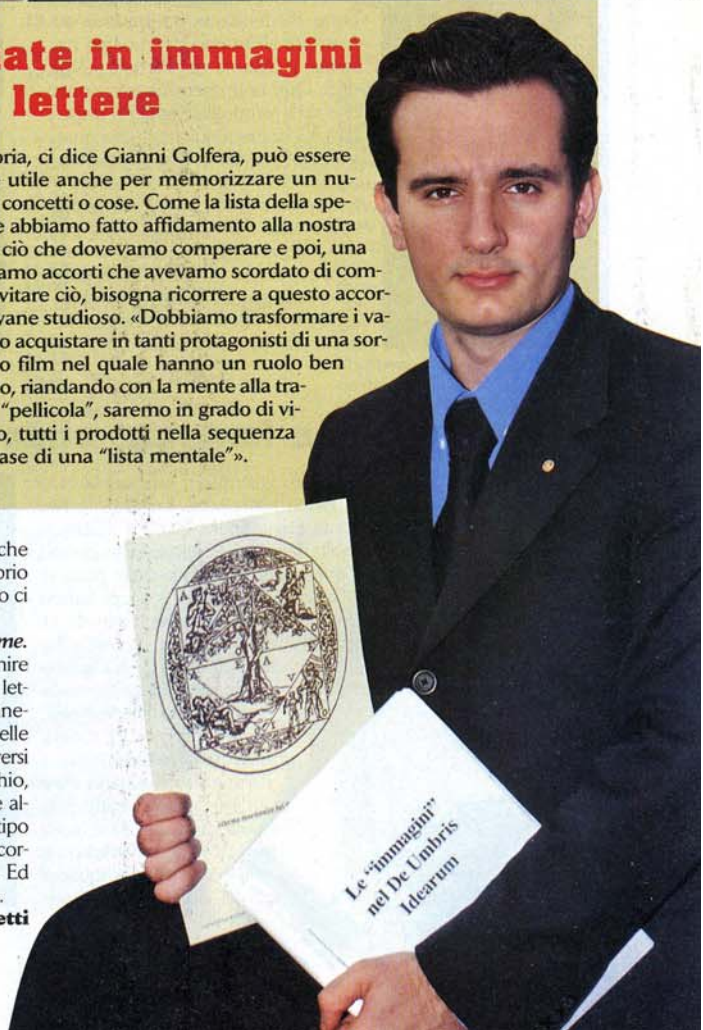 ate in immagini
lettere
oria, ci dice Gianni Golfera, può essere
utile anche per memorizzare un nu-
concetti o cose. Come la lista della spe-
e abbiamo fatto affidamento alla nostra
ciò che dovevamo comperare e poi, una
amo accorti che avevamo scordato di com-
vitare ciò, bisogna ricorrere a questo accor-
vane studioso. «Dobbiamo trasformare i va-
o acquistare in tanti protagonisti di una sor-
o film nel quale hanno un ruolo ben
o, riandando con la mente alla tra-
"pellicola", saremo in grado di vi-
o, tutti i prodotti nella sequenza
ase di una "lista mentale"».
che
orio
o ci
me.
nire
let-
ne-
elle
ersi
hio,
e al-
tipo
cor-
Ed
etti
Le "immagini"
nel De Umbris
Idearum